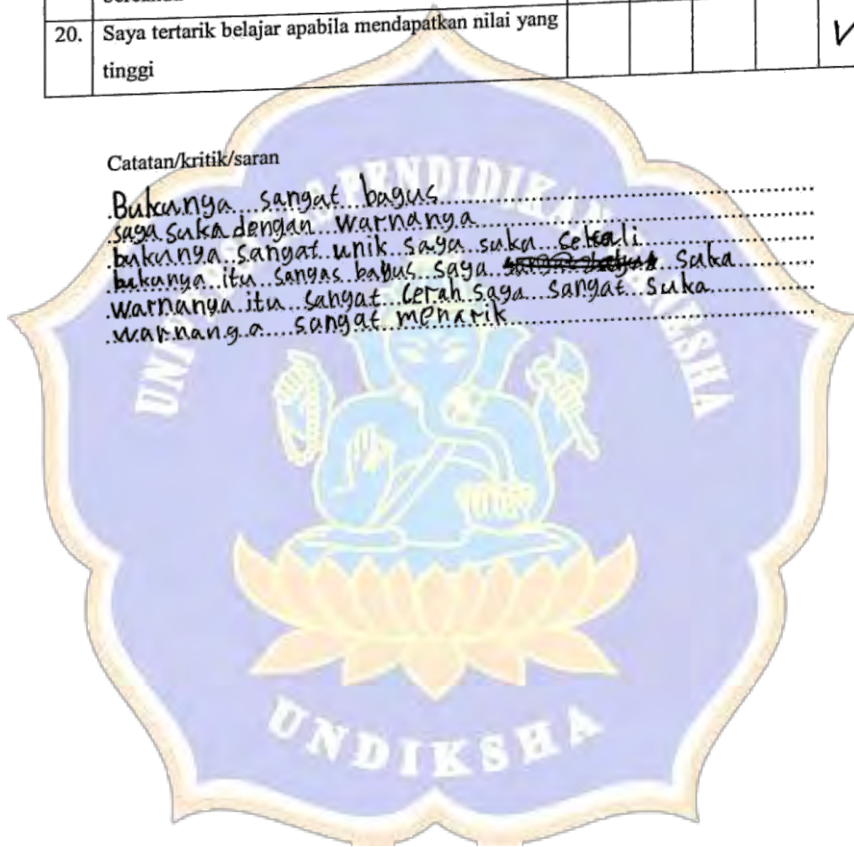 20. Saya tertarik belajar apabila mendapatkan nilai yang V
tinggi
Catatan/kritik/saran
Bukunya sangat bagus
saya suka dengan warnanya
bukunya sangat unik saya suka sekali
bukunya itu sangas bagus saya suka
warnanya itu sangat cerah saya sangat suka
warnanya sangat menarik
UNDIKSHA